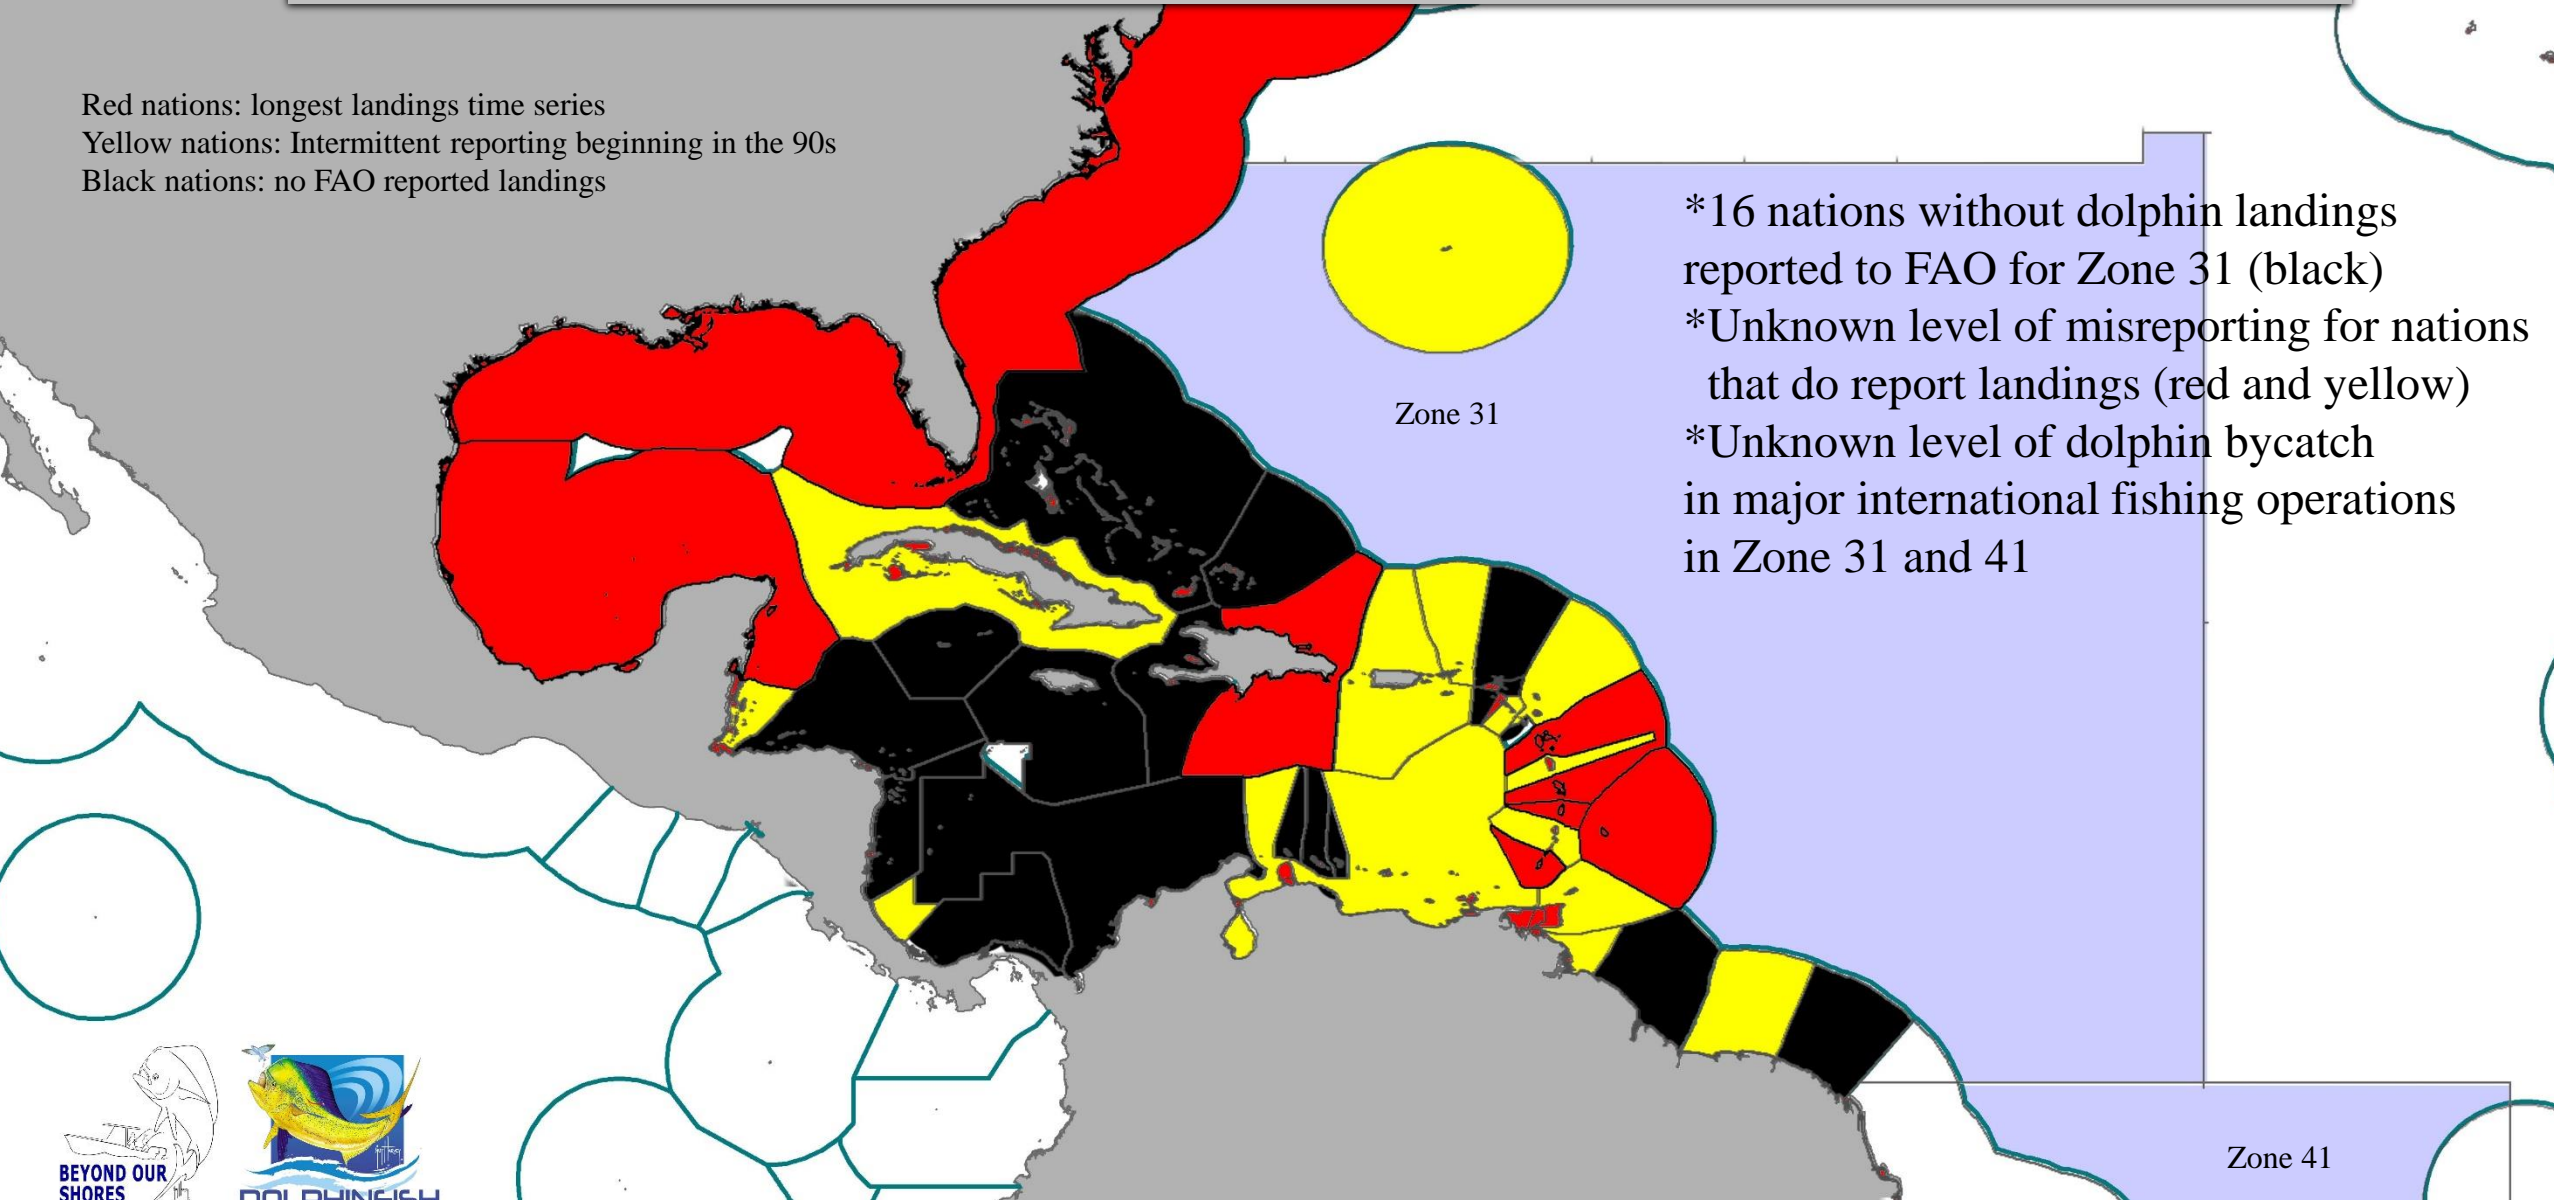 Red nations: longest landings time series
Yellow nations: Intermittent reporting beginning in the 90s
Black nations: no FAO reported landings
*16 nations without dolphin landings
reported to FAO for Zone 31 (black)
*Unknown level of misreporting for nations
that do report landings (red and yellow)
*Unknown level of dolphin bycatch
in major international fishing operations
in Zone 31 and 41
Zone 31
Zone 41
BEYOND OUR
SHORES
DOLPHINFISH